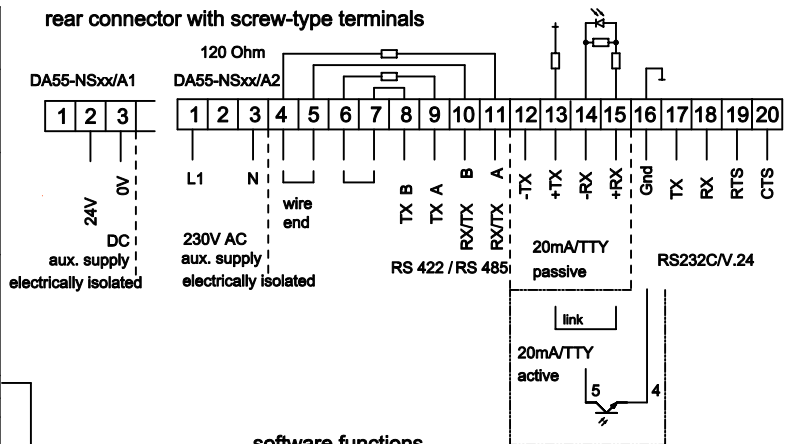 rear connector with screw-type terminals
120 Ohm
DA55-NSxx/A1
DA55-NSxx/A2
1 2 3
1 2 3 4 5 6 7 8 9 10 11 12 13 14 15 16 17 18 19 20
24V
0V
L1
N
wire
end
TX B
TX A
RX/TX B
RX/TX A
-TX
+TX
-RX
+RX
Gnd
TX
RX
RTS
CTS
DC
aux. supply
electrically isolated
230V AC
aux. supply
electrically isolated
RS 422 / RS 485
20mA/TTY
passive
RS232C/V.24
link
20mA/TTY
active
5
4
software functions